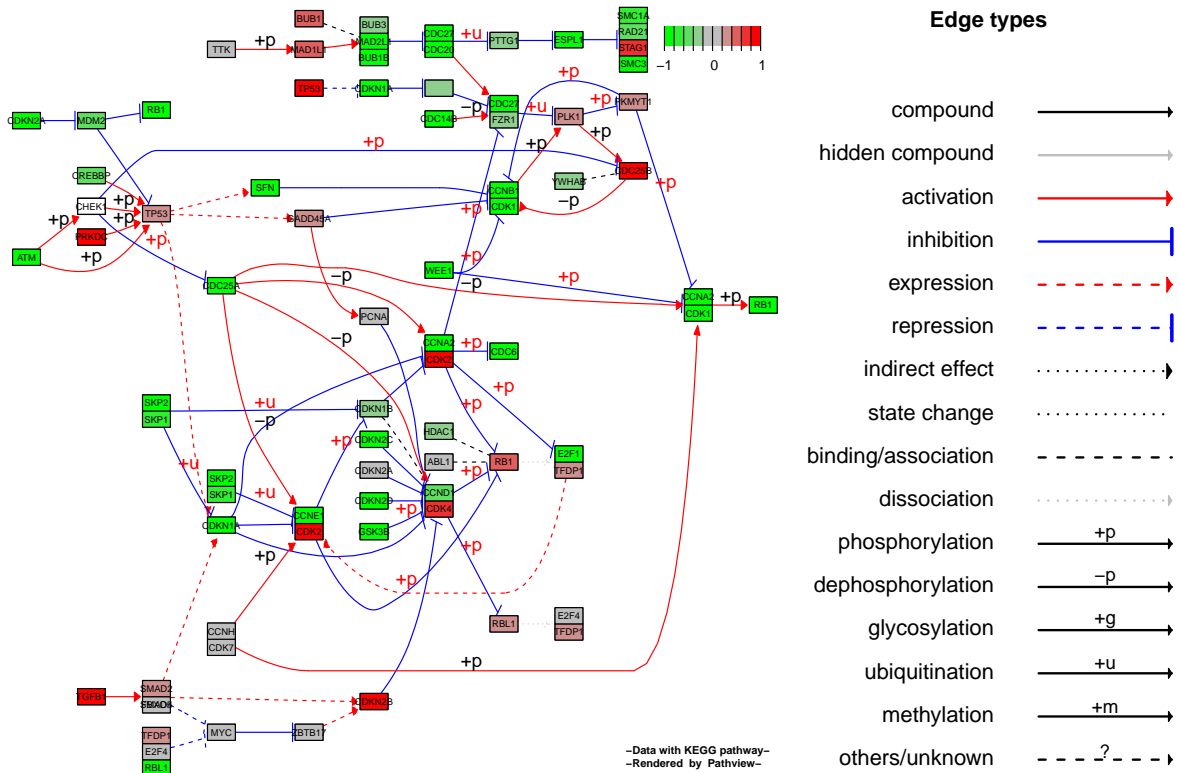 SMC1A
BUB1
BUB3
Edge types
CDC27
RAD21
+p
+u
TTK
MAD1L1
MAD2L1
PTTG1
ESPL1
STAG1
CDC20
BUB1B
SMC3
−1
0
1
+p
TP53
CDKN1A
−p
+u
+p
CDC27
PKMYT1
compound
RB1
CDKN2A
MDM2
CDC14B
FZR1
PLK1
+p
+p
hidden compound
CREBBP
CDC25B
+p
YWHAB
SFN
CCNB1
−p
activation
CHEK1
+p
+p
+p
TP53
GADD45A
CDK1
+p
PRKDC
+p
+p
inhibition
ATM
WEE1
+p
+p
−p
−p
CDC25A
expression
CCNA2
+p
RB1
CDK1
PCNA
repression
−p
CCNA2
+p
CDC6
CDK2
+p
indirect effect
SKP2
+u
CDKN1B
+p
SKP1
−p
state change
HDAC1
+p
CDKN2C
E2F1
binding/association
ABL1
RB1
CDKN2A
TFDP1
+u
SKP2
+p
SKP1
+u
CDKN2D
CCND1
dissociation
CDK4
+p
CDKN1A
CCNE1
GSK3B
CDK2
phosphorylation
+p
+p
+p
+p
dephosphorylation
−p
E2F4
RBL1
CCNH
TFDP1
glycosylation
+g
CDK7
+p
ubiquitination
+u
SMAD2
TGFB1
CDKN2B
methylation
+m
TFDP1
MYC
ZBTB17
E2F4
−Data with KEGG pathway−
others/unknown
?
RBL1
−Rendered by Pathview−